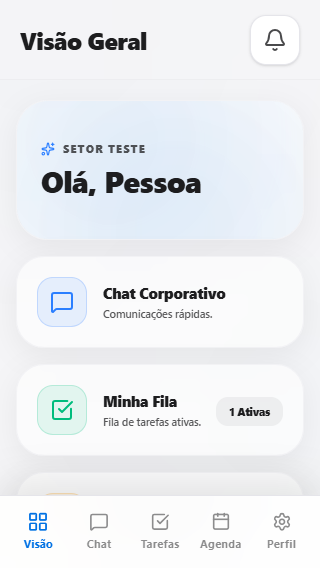 Visão Geral
SETOR TESTE
Olá, Pessoa
Chat Corporativo
Comunicações rápidas.
Minha Fila
Fila de tarefas ativas.
1 Ativas
Visão
Chat
Tarefas
Agenda
Perfil